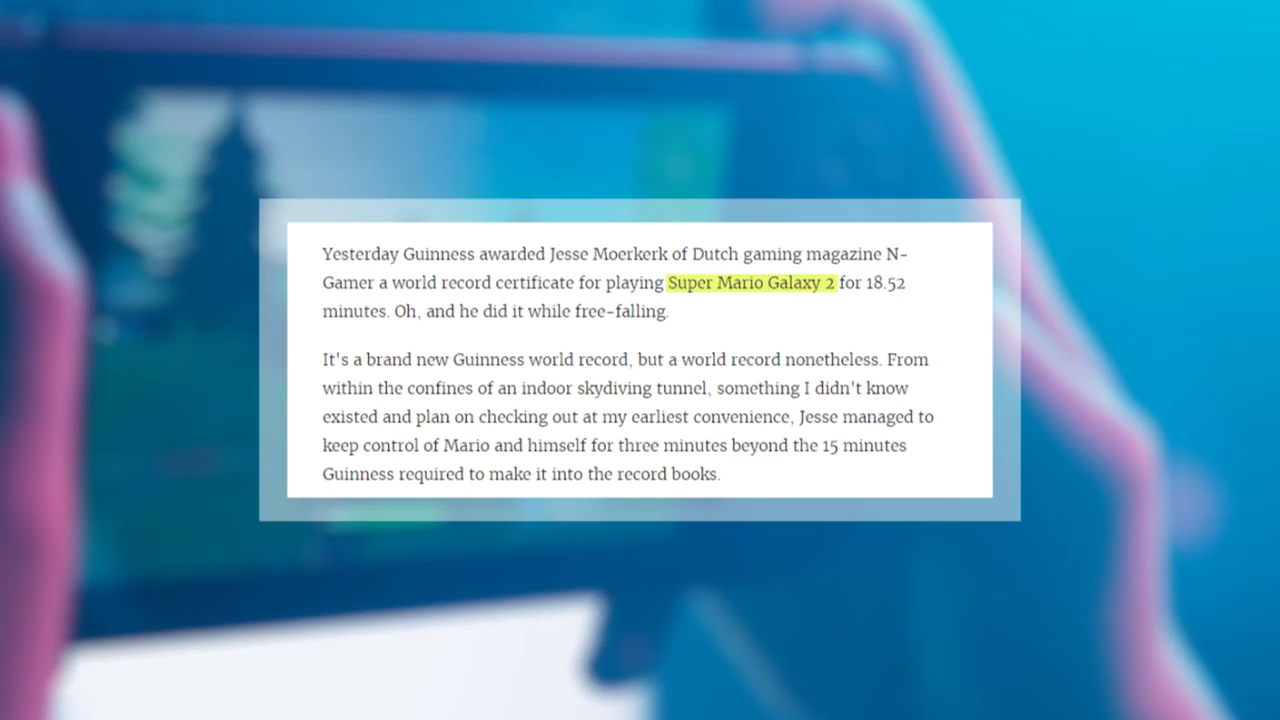 Yesterday Guinness awarded Jesse Moerkerk of Dutch gaming magazine N-
Gamer a world record certificate for playing Super Mario Galaxy 2 for 18.52
minutes. Oh, and he did it while free-falling.
It's a brand new Guinness world record, but a world record nonetheless. From
within the confines of an indoor skydiving tunnel, something I didn't know
existed and plan on checking out at my earliest convenience, Jesse managed to
keep control of Mario and himself for three minutes beyond the 15 minutes
Guinness required to make it into the record books.